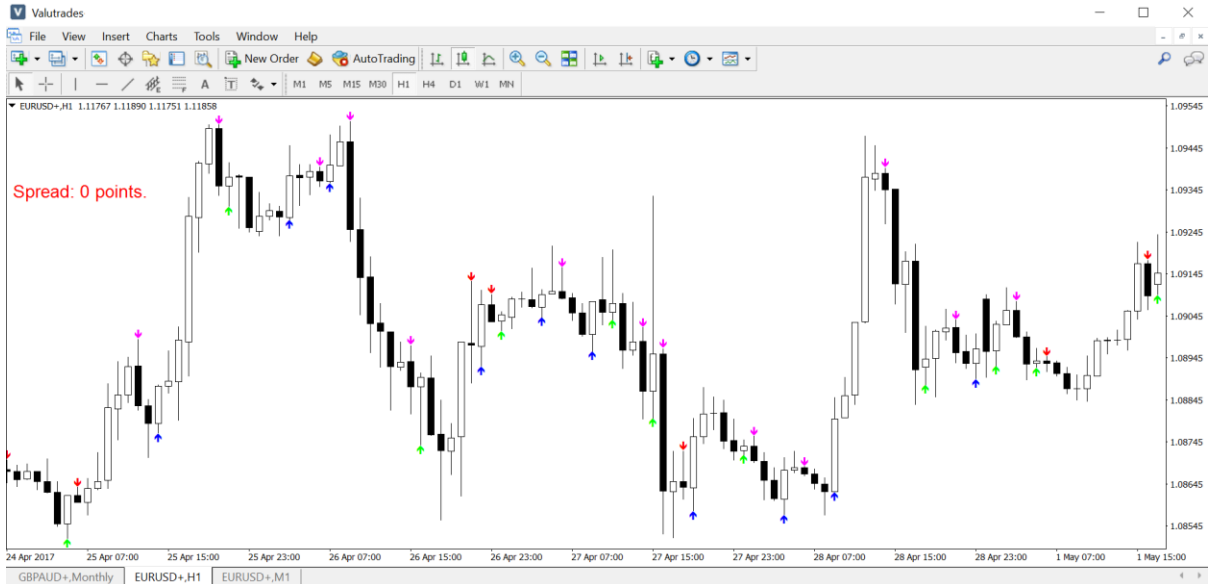 Valutrades
File View Insert Charts Tools Window Help
New Order AutoTrading
A T M1 M5 M15 M30 H1 H4 D1 W1 MN
EURUSD+,H1 1.11767 1.11890 1.11751 1.11858
Spread: 0 points.
1.09545
1.09445
1.09345
1.09245
1.09145
1.09045
1.08945
1.08845
1.08745
1.08645
1.08545
24 Apr 2017 25 Apr 07:00 25 Apr 15:00 25 Apr 23:00 26 Apr 07:00 26 Apr 15:00 26 Apr 23:00 27 Apr 07:00 27 Apr 15:00 27 Apr 23:00 28 Apr 07:00 28 Apr 15:00 28 Apr 23:00 1 May 07:00 1 May 15:00
GBPAUD+,Monthly EURUSD+,H1 EURUSD+,M1